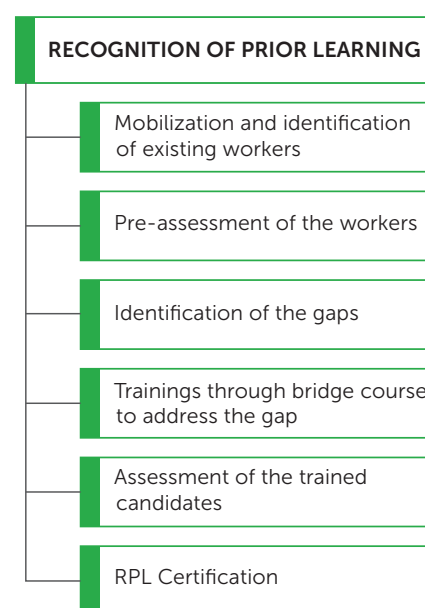 RECOGNITION OF PRIOR LEARNING
Mobilization and identification
of existing workers
Pre-assessment of the workers
Identification of the gaps
Trainings through bridge course
to address the gap
Assessment of the trained
candidates
RPL Certification